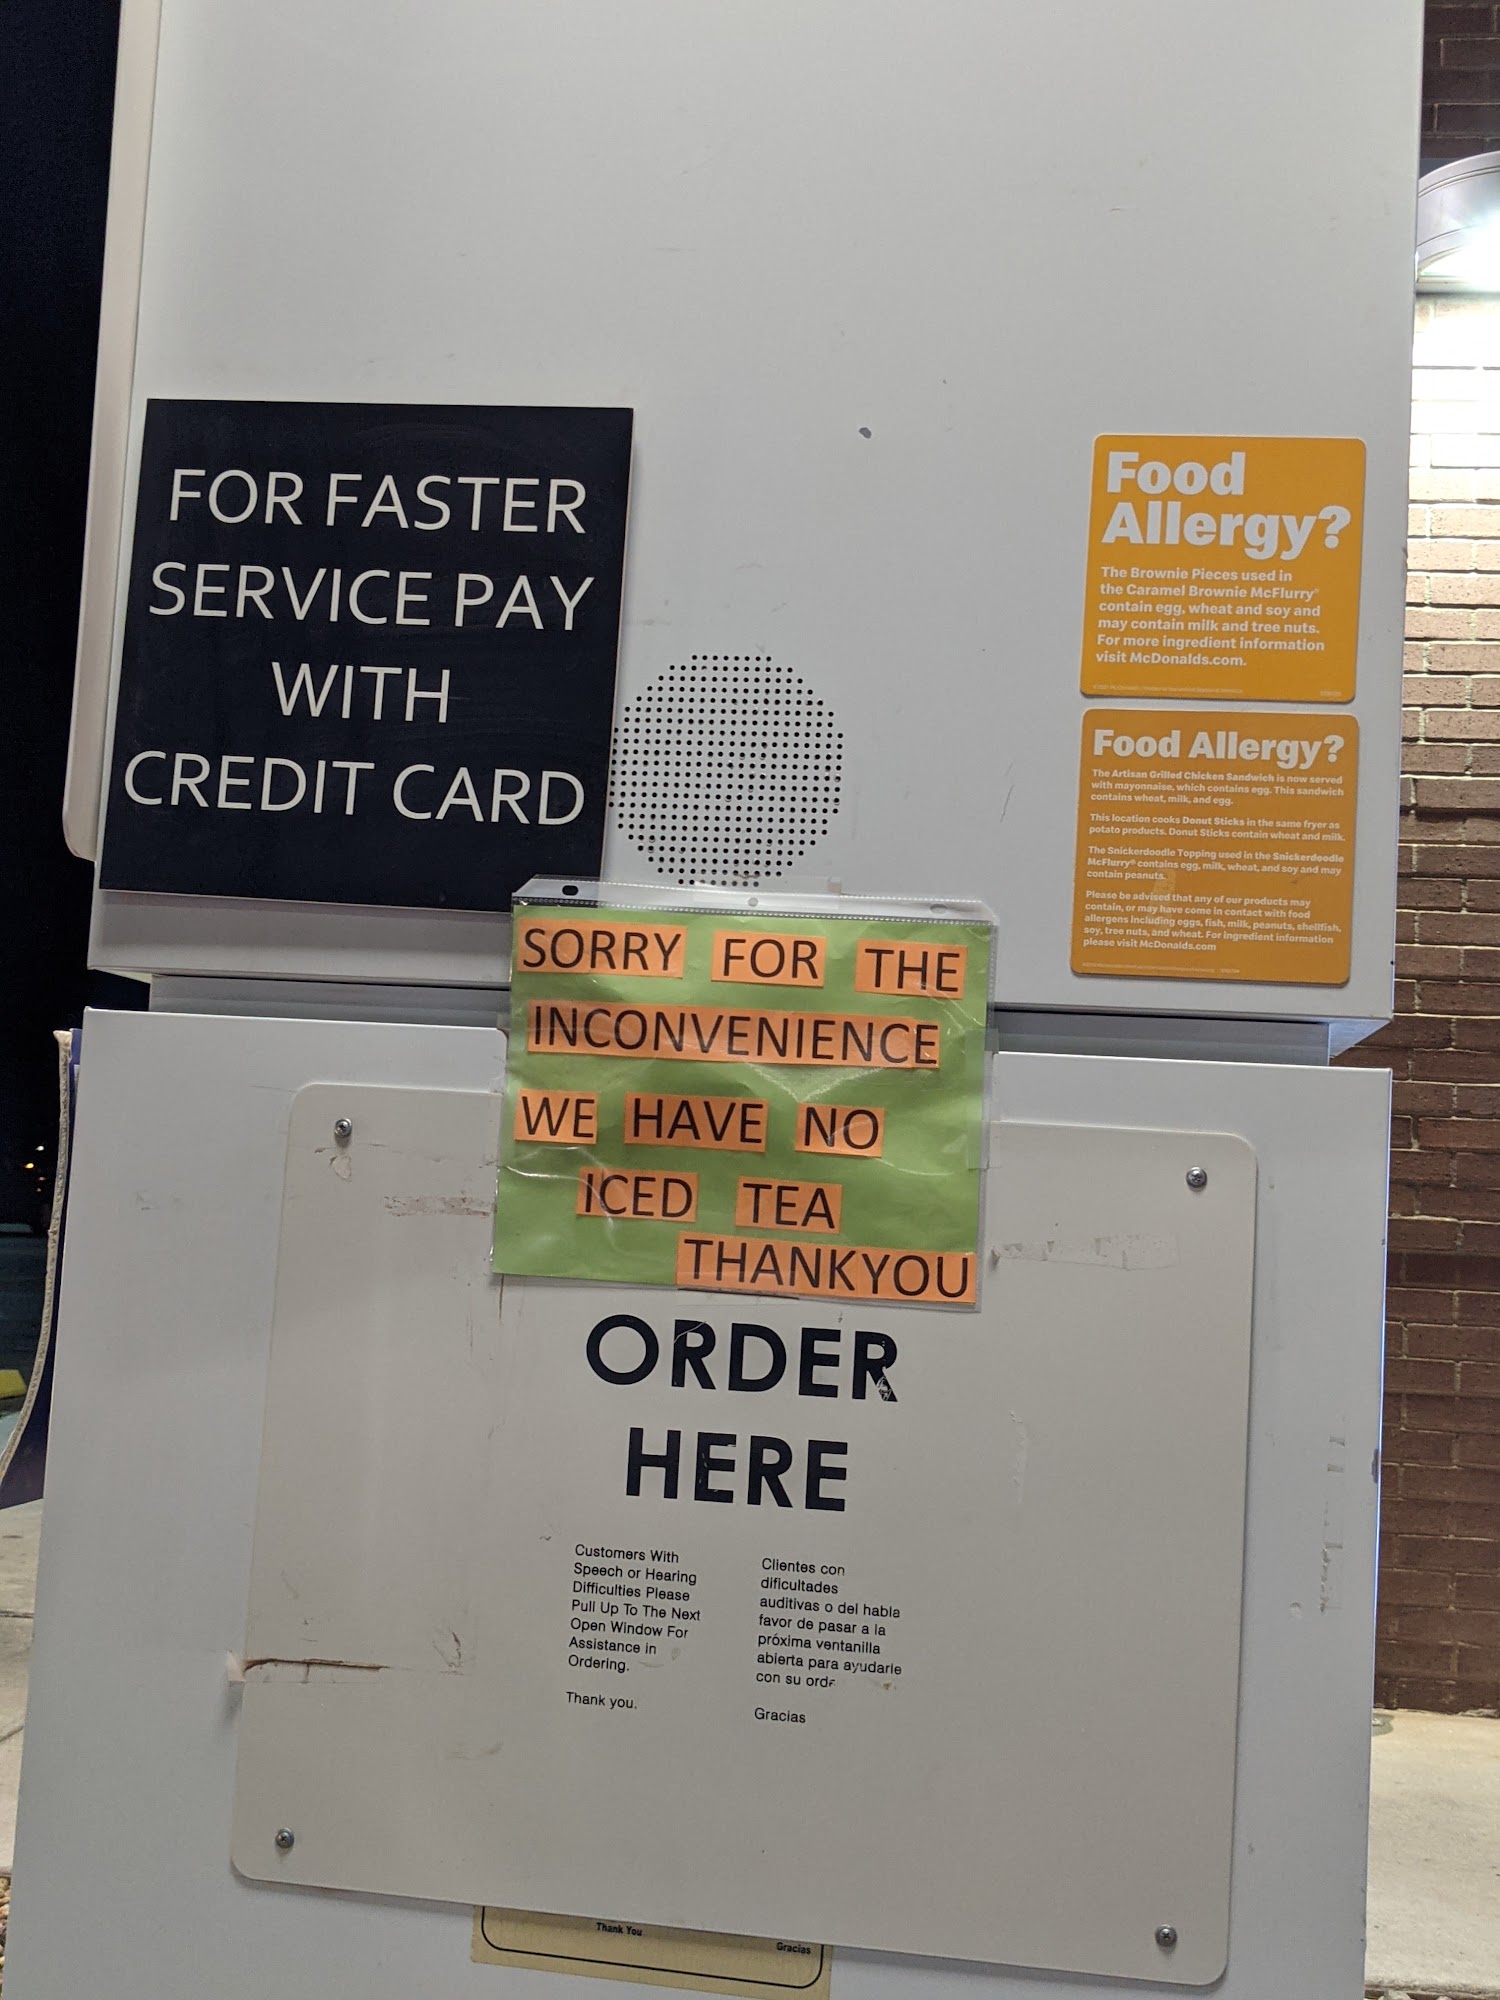 FOR FASTER
SERVICE PAY
WITH
CREDIT CARD
Food
Allergy?
The Brownie Pieces used in
the Caramel Brownie McFlurry®
contain egg, wheat and soy and
may contain milk and tree nuts.
For more ingredient information
visit McDonalds.com.
Food Allergy?
The Artisan Grilled Chicken Sandwich is now served
with mayonnaise, which contains egg. This sandwich
contains wheat, milk, and egg.
This location cooks Donut Sticks in the same fryer as
potato products. Donut Sticks contain wheat and milk.
The Snickerdoodle Topping used in the Snickerdoodle
McFlurry® contains egg, milk, wheat, and soy and may
contain peanuts.
Please be advised that any of our products may
contain, or may have come in contact with food
allergens including eggs, fish, milk, peanuts, shellfish,
soy, tree nuts, and wheat. For ingredient information
please visit McDonalds.com
SORRY FOR THE
INCONVENIENCE
WE HAVE NO
ICED TEA
THANKYOU
ORDER
HERE
Customers With
Speech or Hearing
Difficulties Please
Pull Up To The Next
Open Window For
Assistance in
Ordering.
Thank you.
Clientes con
dificultades
auditivas o del habla
favor de pasar a la
próxima ventanilla
abierta para ayudarle
con su orde
Gracias
Thank You
Gracias